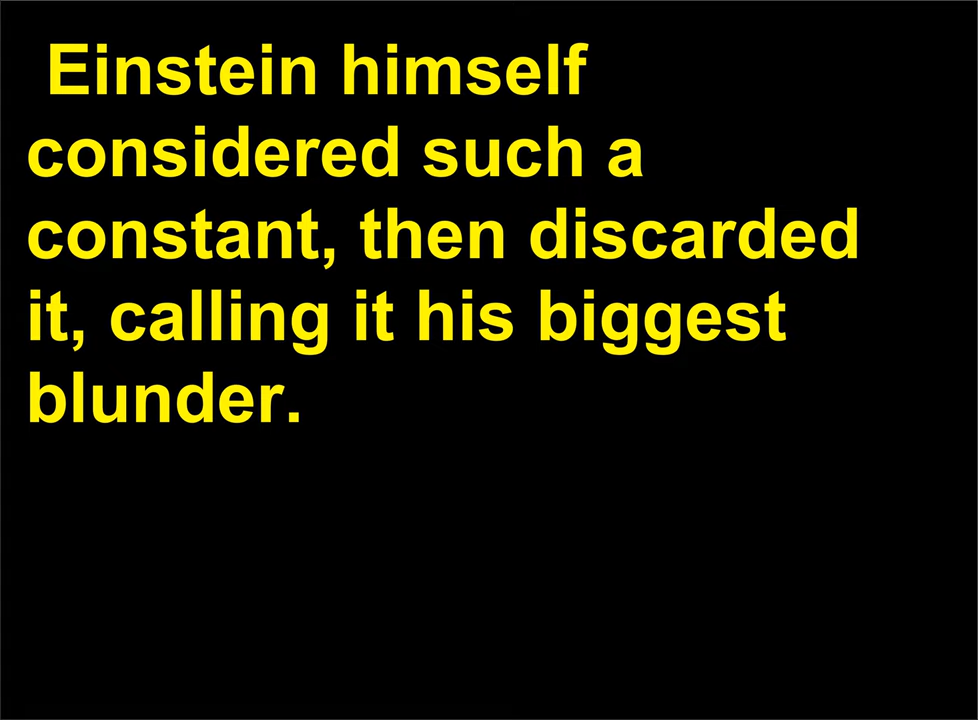 Einstein himself
considered such a
constant, then discarded
it, calling it his biggest
blunder.